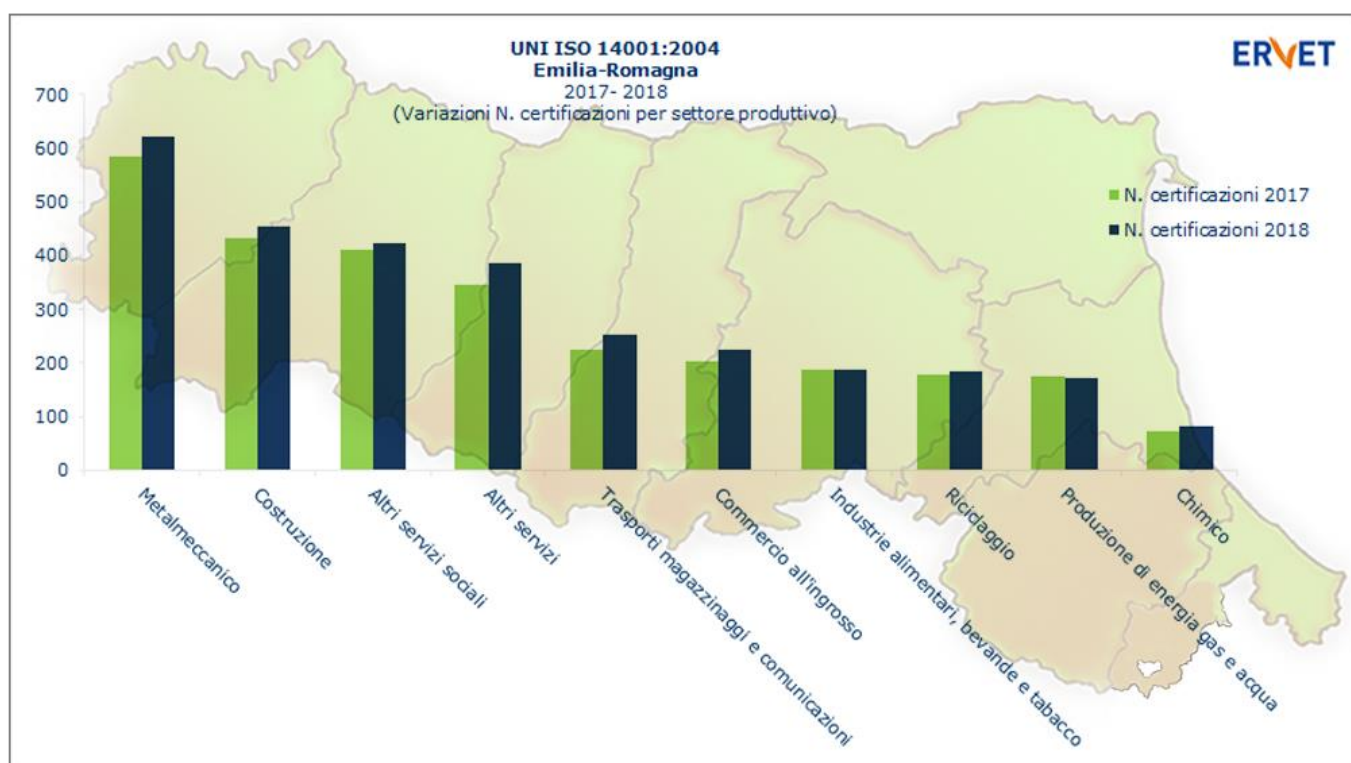 UNI ISO 14001:2004
Emilia-Romagna
2017- 2018
(Variazioni N. certificazioni per settore produttivo)
ERVET
700
600
500
400
300
200
100
0
N. certificazioni 2017
N. certificazioni 2018
Metalmeccanico
Costruzione
Altri servizi sociali
Altri servizi
Trasporti magazzinaggi e comunicazioni
Commercio all'ingrosso
Industrie alimentari, bevande e tabacco
Riciclaggio
Produzione di energia gas e acqua
Chimico